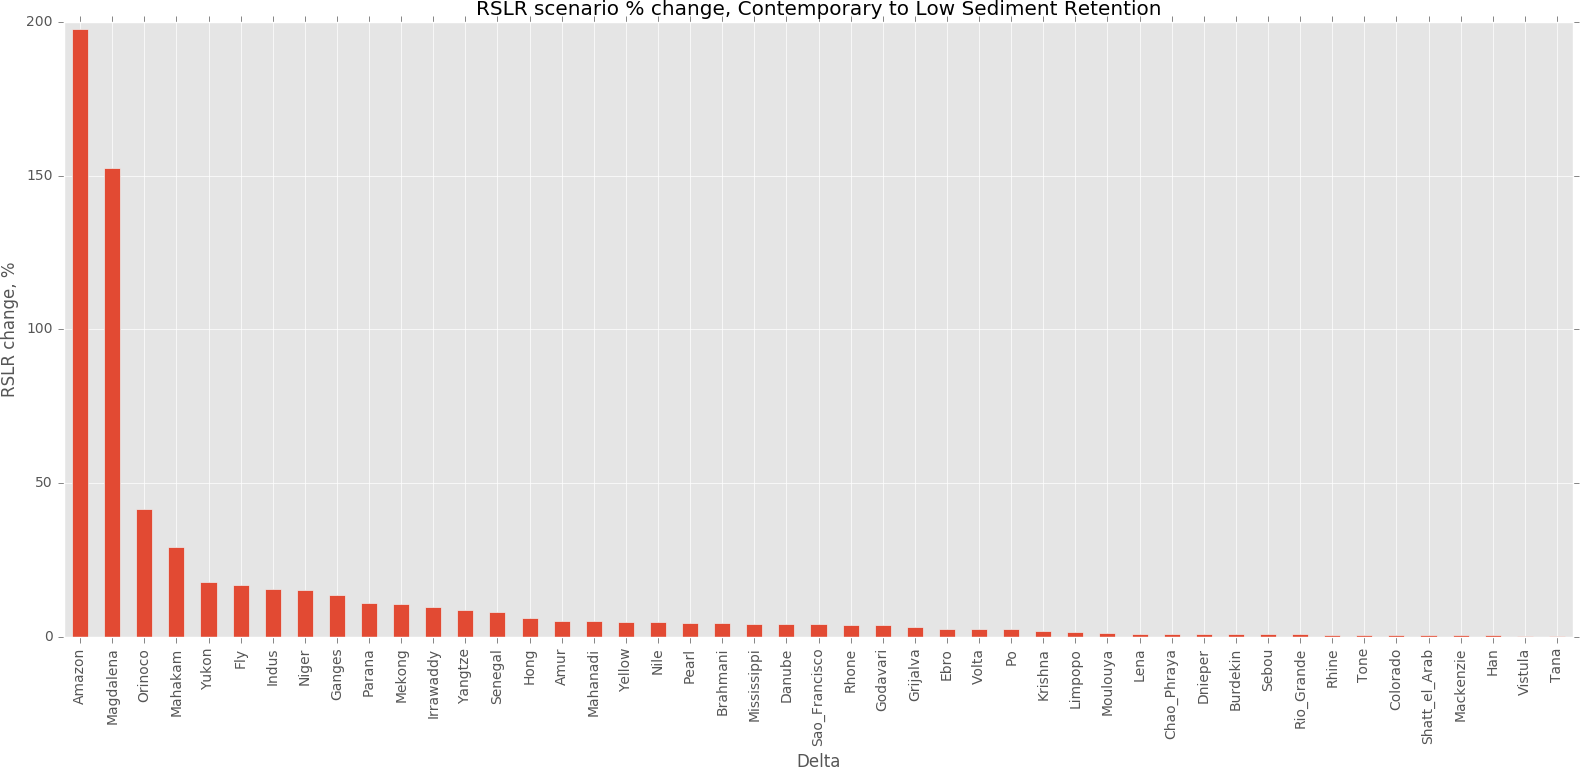 RSLR scenario % change, Contemporary to Low Sediment Retention
200
150
100
50
0
RSLR change, %
Amazon
Magdalena
Orinoco
Mahakam
Yukon
Fly
Indus
Niger
Ganges
Parana
Mekong
Irrawaddy
Yangtze
Senegal
Hong
Amur
Mahanadi
Yellow
Nile
Pearl
Brahmani
Mississippi
Danube
Sao_Francisco
Rhone
Godavari
Grijalva
Ebro
Volta
Po
Krishna
Limpopo
Moulouya
Lena
Chao_Phraya
Dnieper
Burdekin
Sebou
Rio_Grande
Rhine
Tone
Colorado
Shatt_el_Arab
Mackenzie
Han
Vistula
Tana
Delta